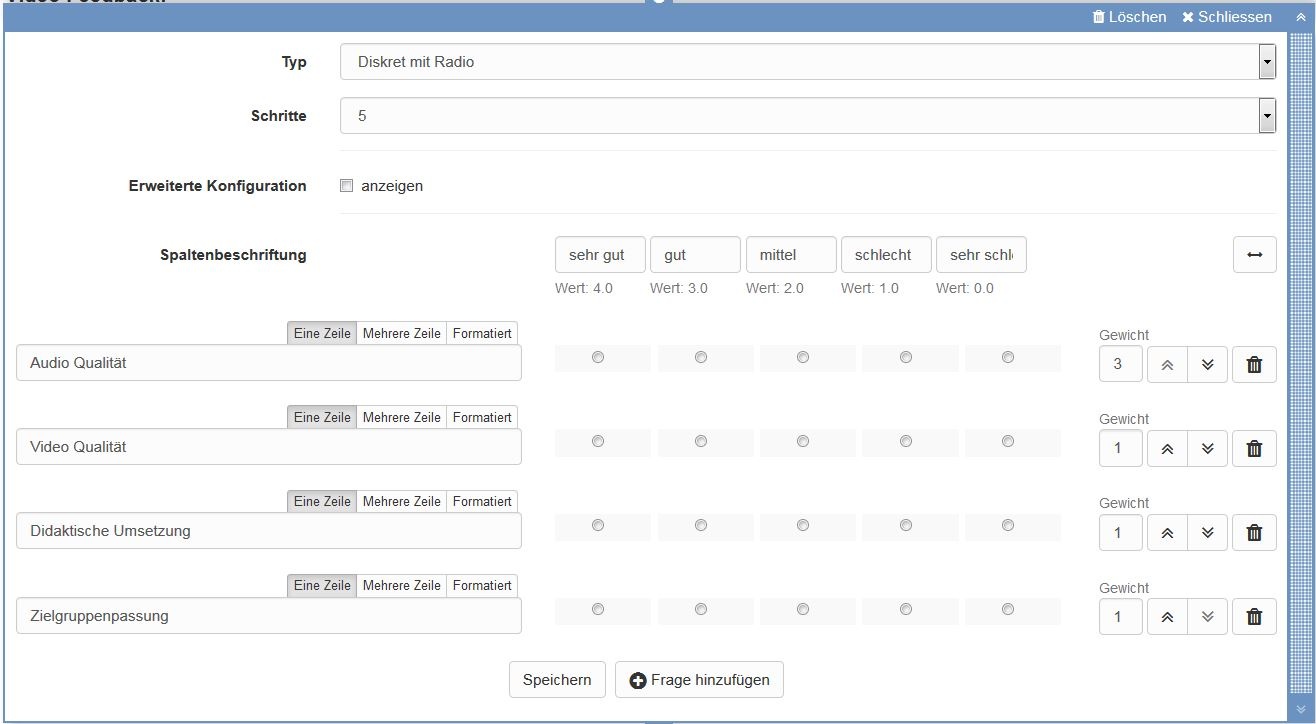 Löschen Schliessen
Typ Diskret mit Radio
Schritte 5
Erweiterte Konfiguration anzeigen
Spaltenbeschriftung sehr gut gut mittel schlecht sehr schl
Wert: 4.0 Wert: 3.0 Wert: 2.0 Wert: 1.0 Wert: 0.0
Eine Zeile Mehrere Zeile Formatiert Gewicht
Audio Qualität 3
Eine Zeile Mehrere Zeile Formatiert Gewicht
Video Qualität 1
Eine Zeile Mehrere Zeile Formatiert Gewicht
Didaktische Umsetzung 1
Eine Zeile Mehrere Zeile Formatiert Gewicht
Zielgruppenpassung 1
Speichern Frage hinzufügen